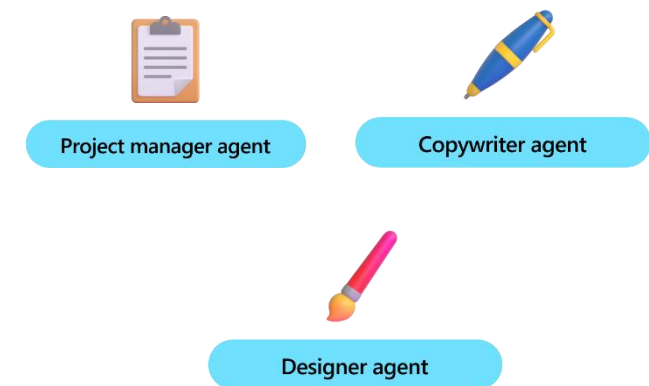 Project manager agent
Copywriter agent
Designer agent